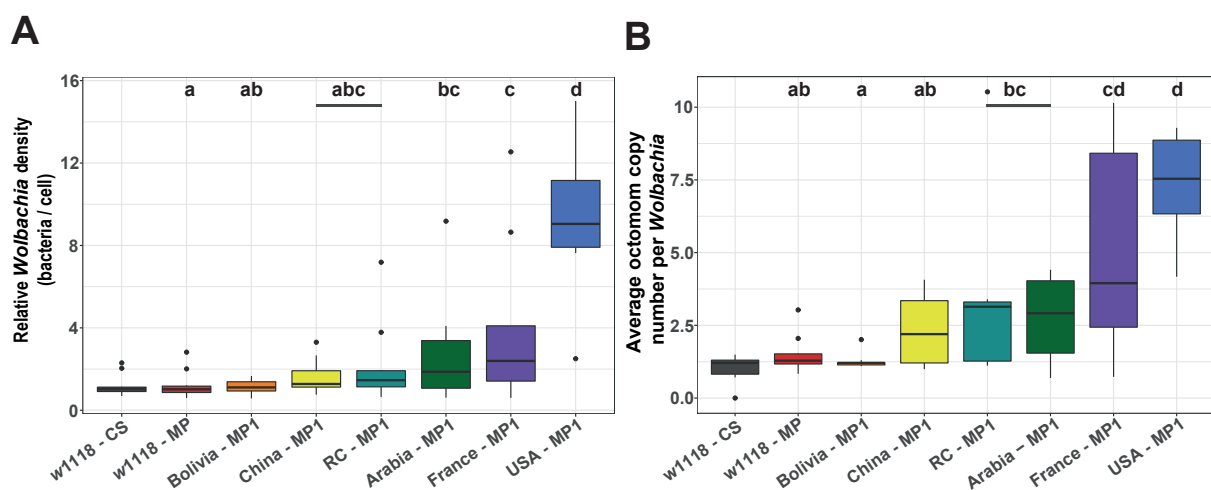 A
Relative Wolbachia density
(bacteria / cell)
16
12
8
4
0
a
ab
abc
bc
c
d
w1118 - CS
w1118 - MP
Bolivia - MP1
China - MP1
RC - MP1
Arabia - MP1
France - MP1
USA - MP1
B
Average octomom copy
number per Wolbachia
10
7.5
5.0
2.5
0.0
ab
a
ab
bc
cd
d
w1118 - CS
w1118 - MP
Bolivia - MP1
China - MP1
RC - MP1
Arabia – MP1
France - MP1
USA - MP1